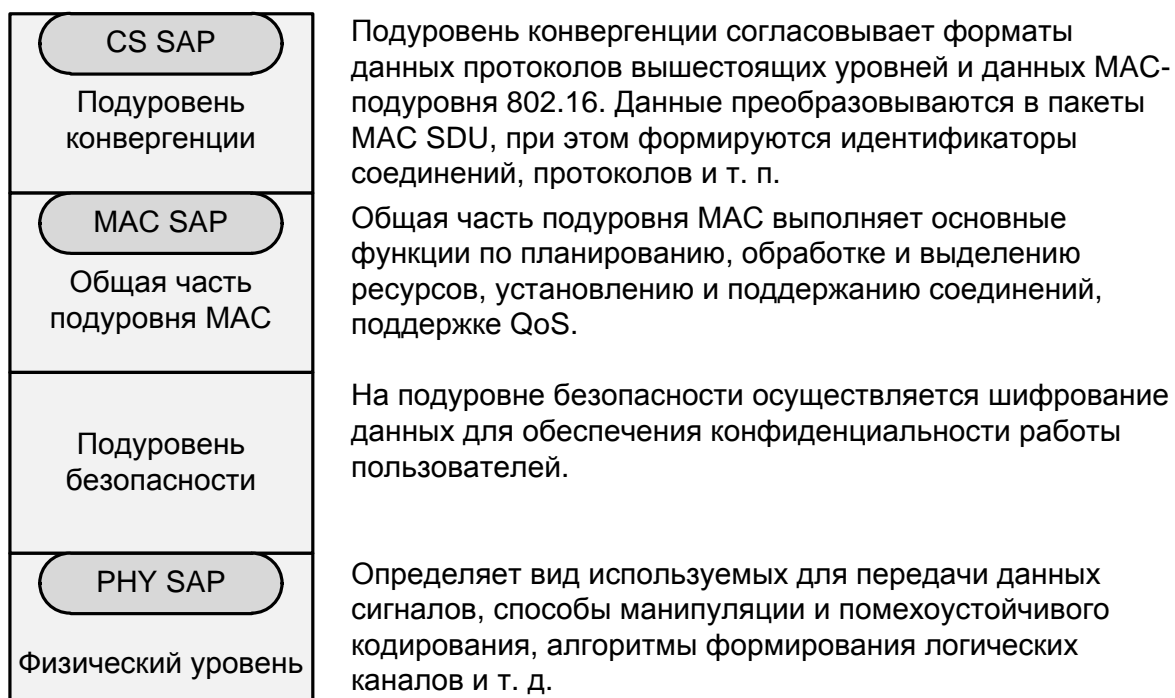 CS SAP
Подуровень
конвергенции
Подуровень конвергенции согласовывает форматы
данных протоколов вышестоящих уровней и данных MAC-
подуровня 802.16. Данные преобразовываются в пакеты
MAC SDU, при этом формируются идентификаторы
соединений, протоколов и т. п.
MAC SAP
Общая часть
подуровня MAC
Общая часть подуровня MAC выполняет основные
функции по планированию, обработке и выделению
ресурсов, установлению и поддержанию соединений,
поддержке QoS.
Подуровень
безопасности
На подуровне безопасности осуществляется шифрование
данных для обеспечения конфиденциальности работы
пользователей.
PHY SAP
Физический уровень
Определяет вид используемых для передачи данных
сигналов, способы манипуляции и помехоустойчивого
кодирования, алгоритмы формирования логических
каналов и т. д.